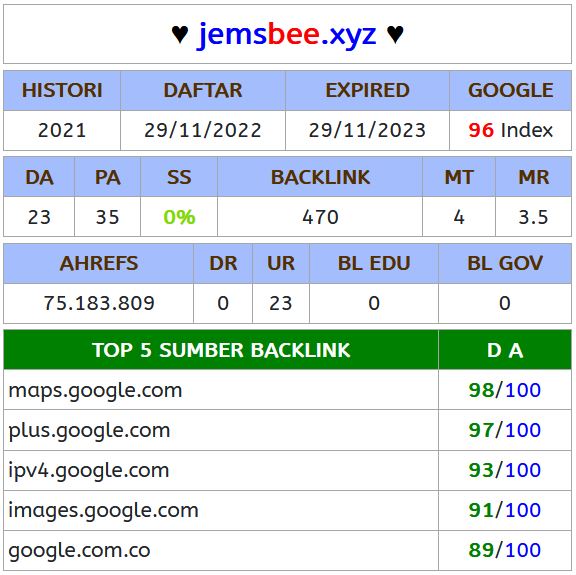 ♥ jemsbee.xyz ♥
HISTORI DAFTAR EXPIRED GOOGLE
2021 29/11/2022 29/11/2023 96 Index
DA PA SS BACKLINK MT MR
23 35 0% 470 4 3.5
AHREFS DR UR BL EDU BL GOV
75.183.809 0 23 0 0
TOP 5 SUMBER BACKLINK D A
maps.google.com 98/100
plus.google.com 97/100
ipv4.google.com 93/100
images.google.com 91/100
google.com.co 89/100